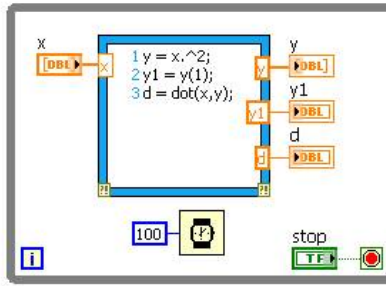 x
[DBL]
x
1 y = x.^2;
2 y1 = y(1);
3 d = dot(x,y);
y
y
[DBL]
y1
y1
DBL
d
d
DBL
?!
?!
100
i
stop
TF